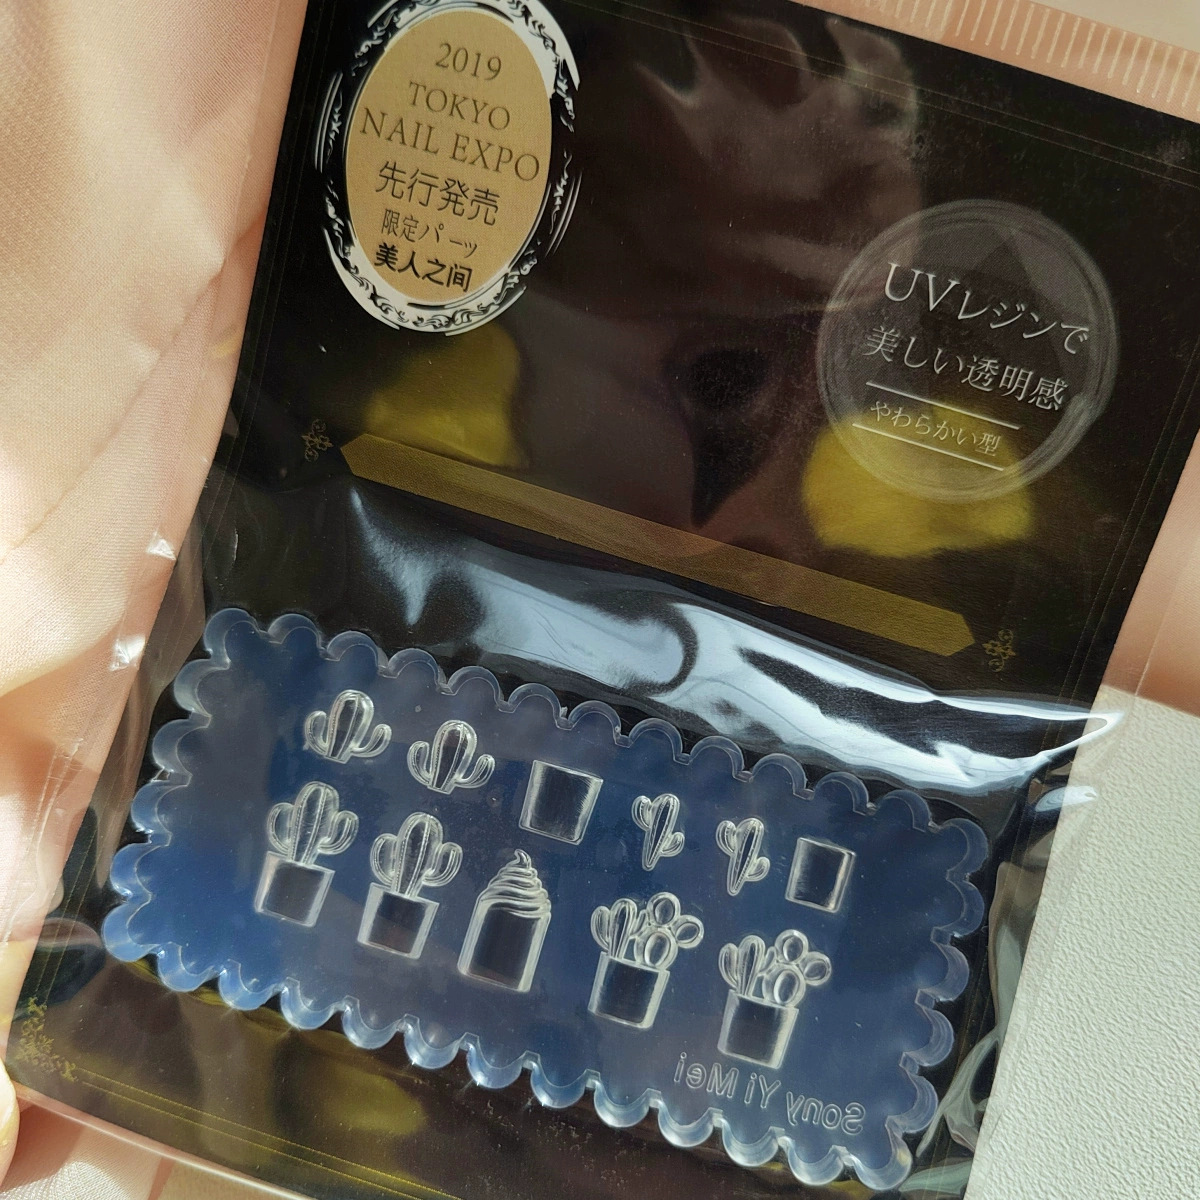 2019
TOKYO
NAIL EXPO
先行発売
限定パーツ
美人之间
UVレジンで
美しい透明感
やわらかい型
Sony Yi Mei